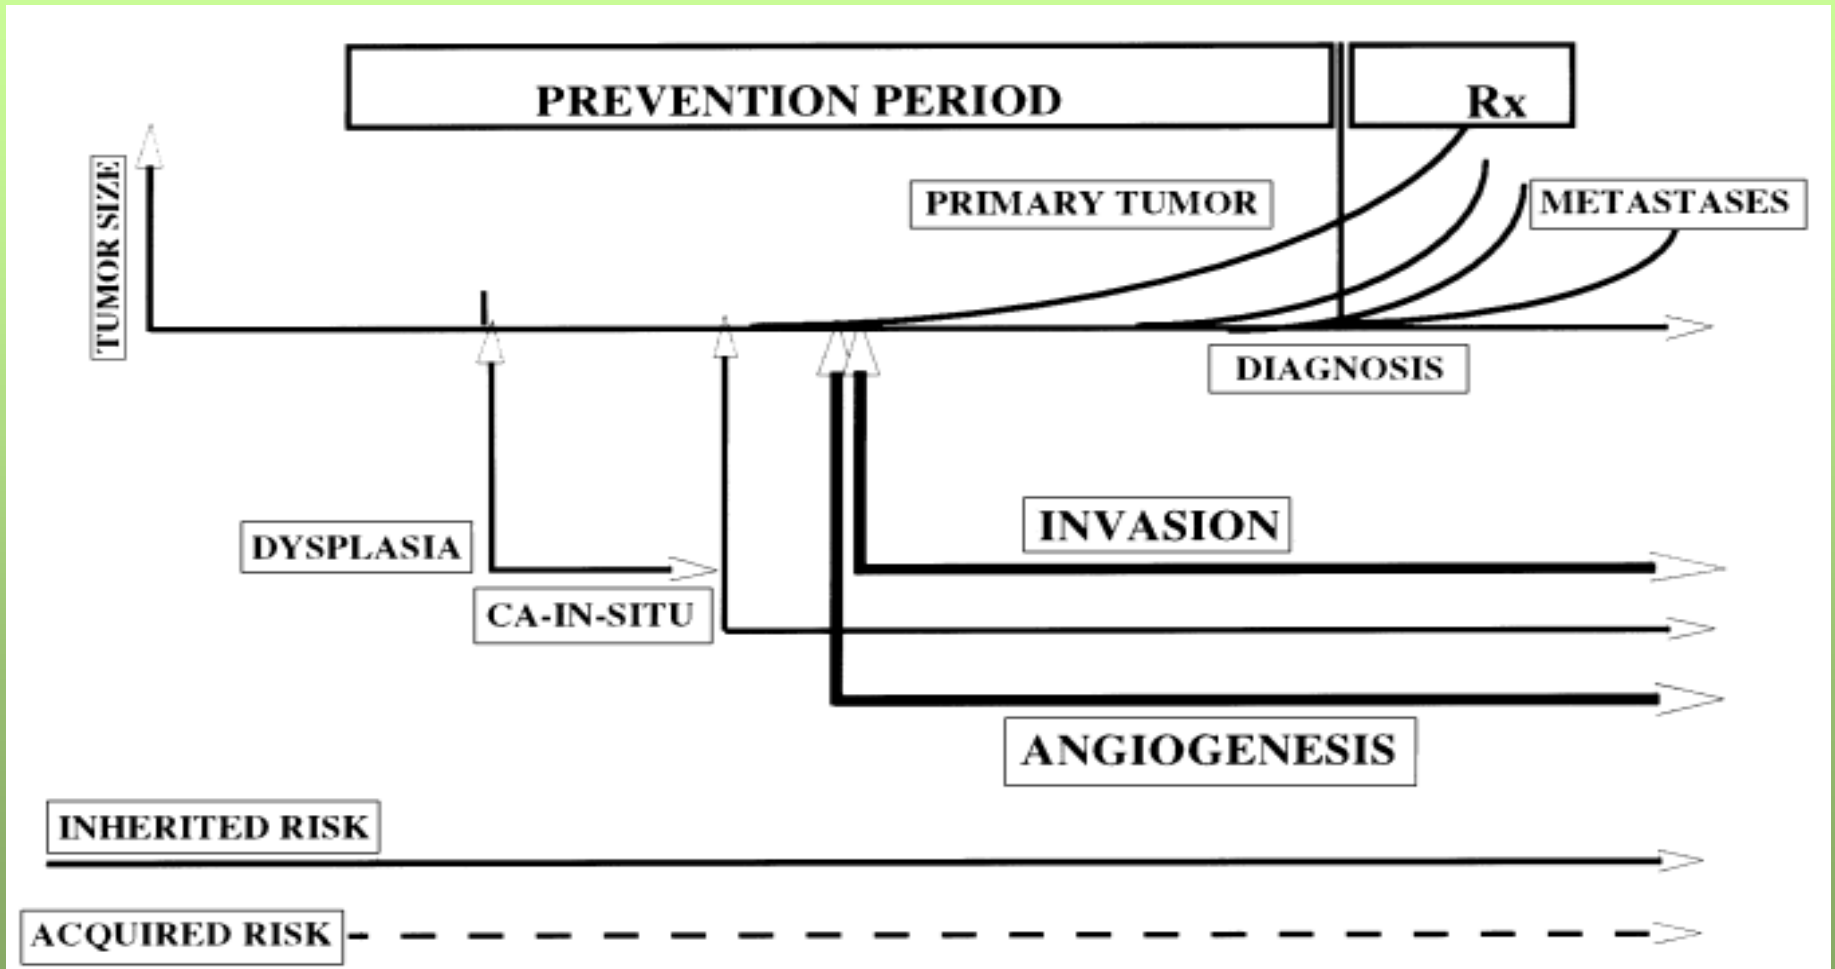 PREVENTION PERIOD
Rx
TUMOR SIZE
PRIMARY TUMOR
METASTASES
DIAGNOSIS
INVASION
DYSPLASIA
CA-IN-SITU
ANGIOGENESIS
INHERITED RISK
ACQUIRED RISK